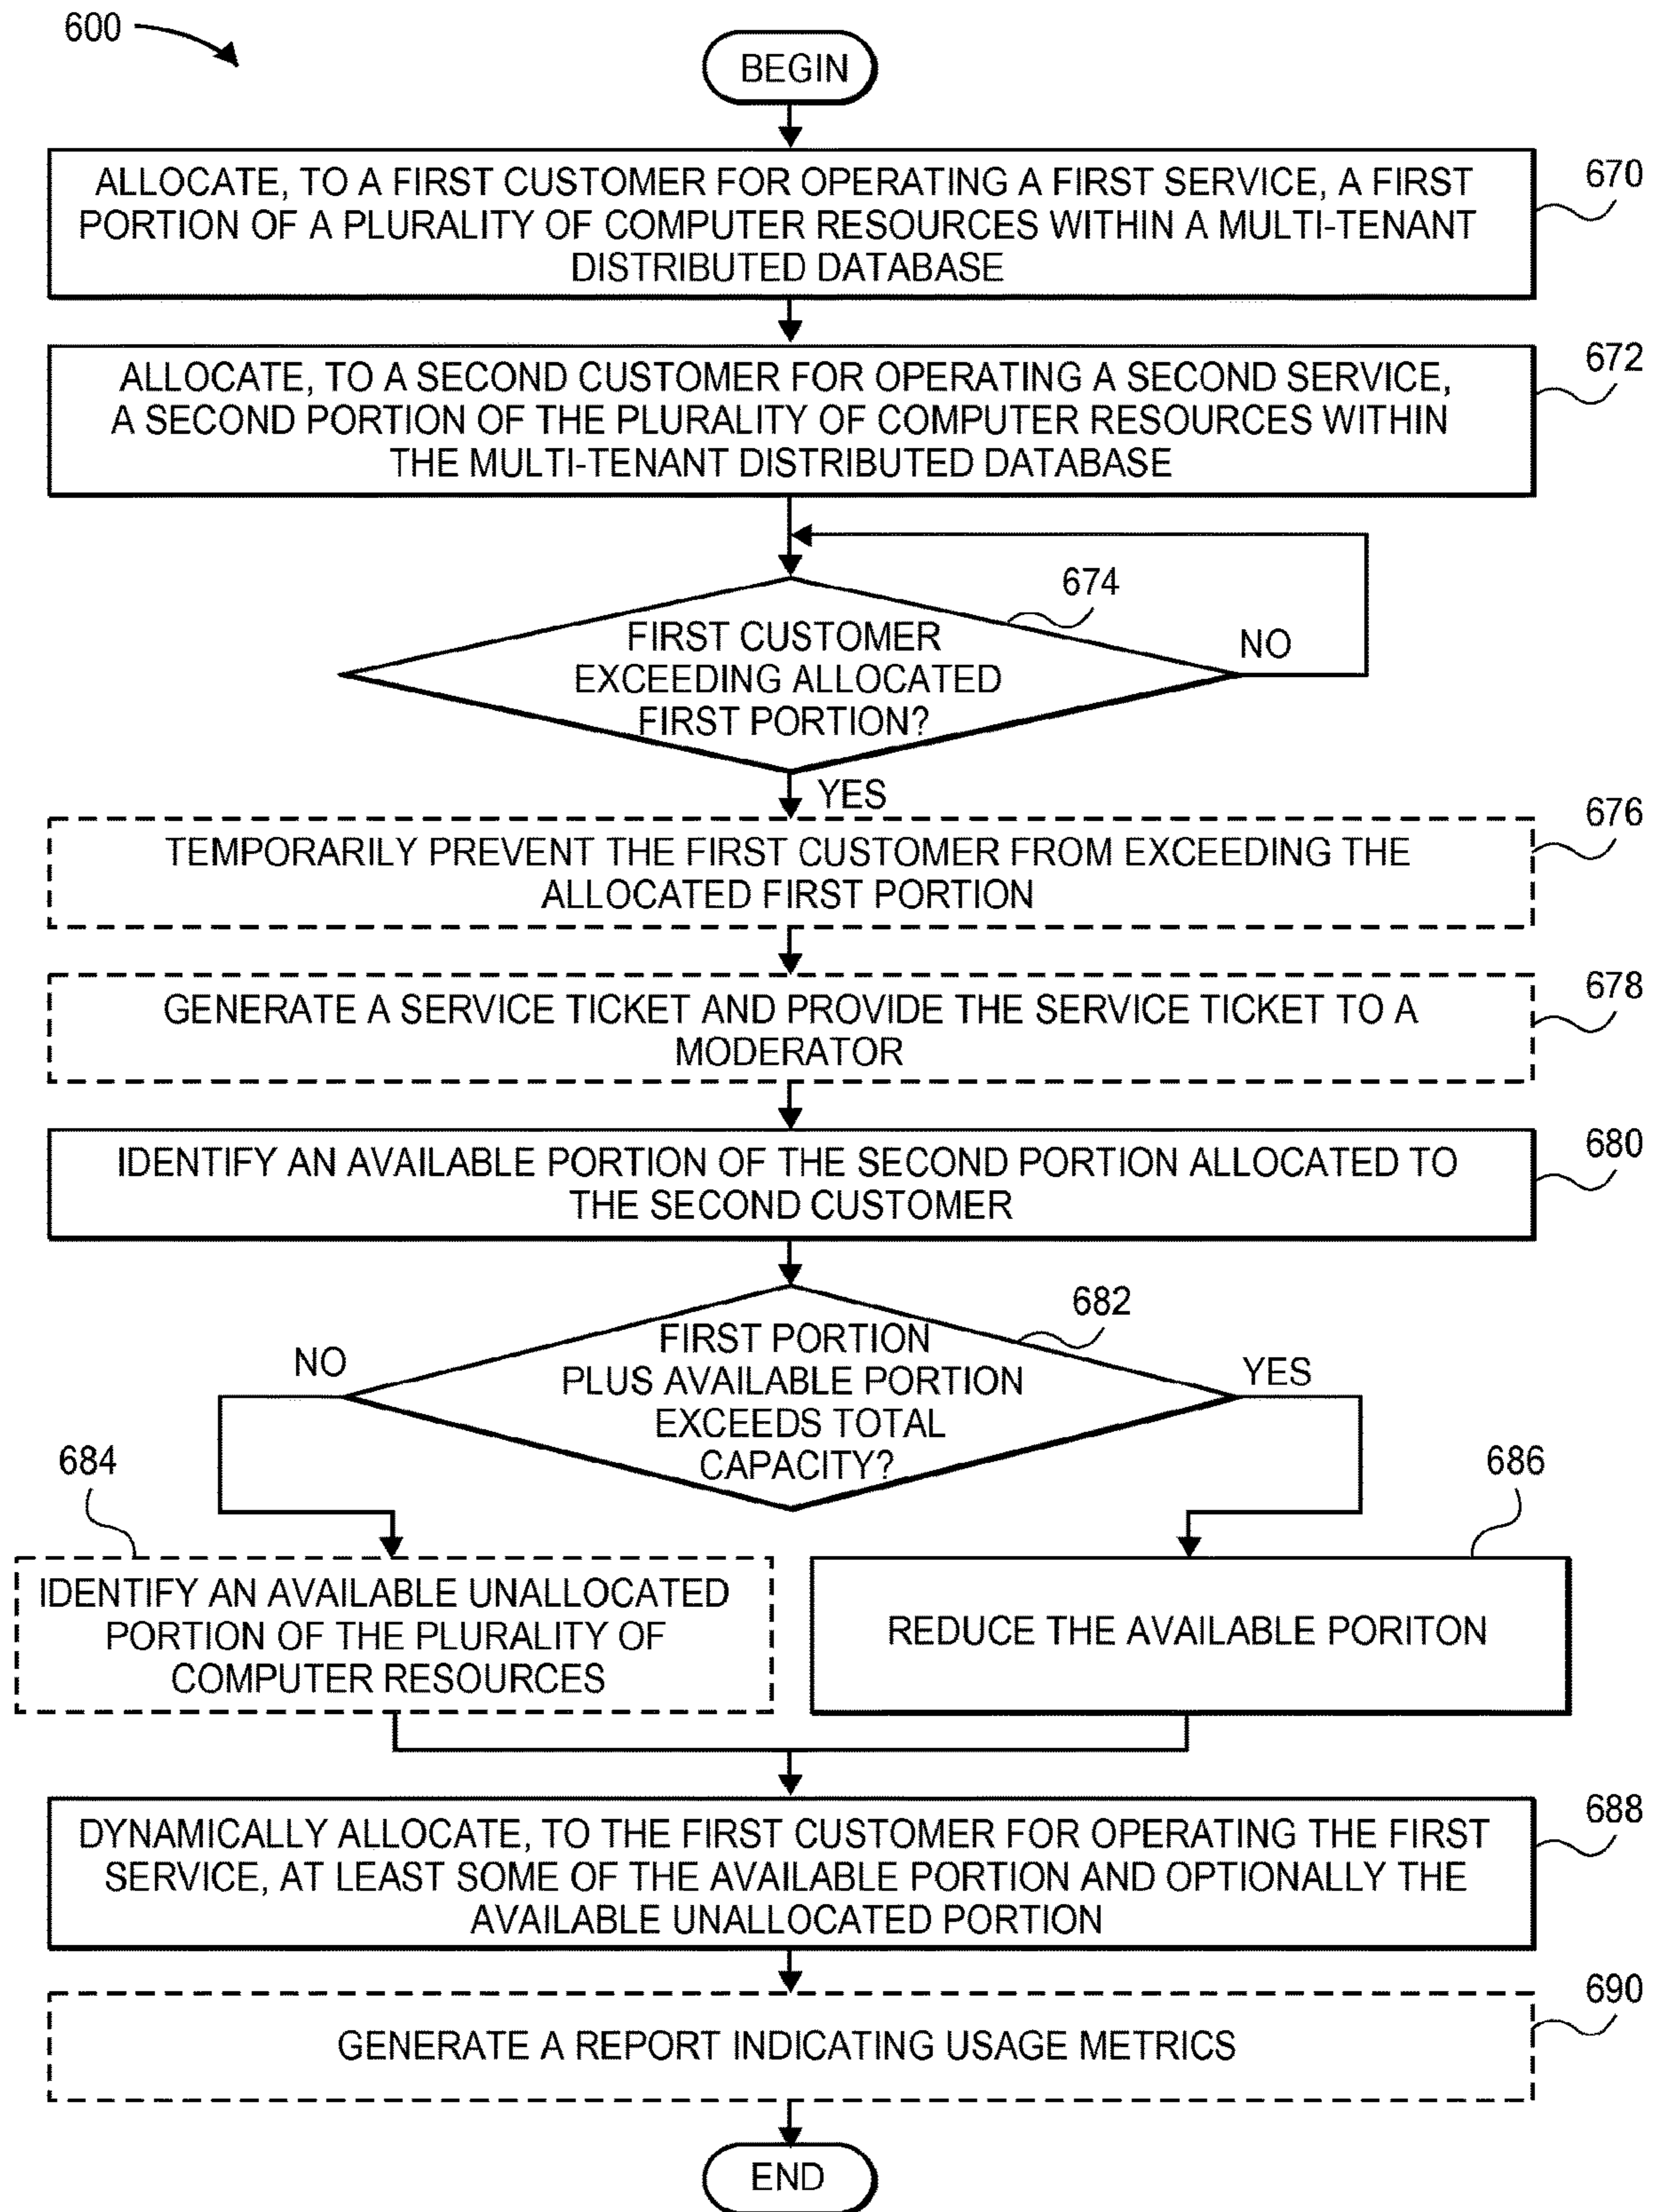 600
BEGIN
ALLOCATE, TO A FIRST CUSTOMER FOR OPERATING A FIRST SERVICE, A FIRST
PORTION OF A PLURALITY OF COMPUTER RESOURCES WITHIN A MULTI-TENANT
DISTRIBUTED DATABASE
670
ALLOCATE, TO A SECOND CUSTOMER FOR OPERATING A SECOND SERVICE,
A SECOND PORTION OF THE PLURALITY OF COMPUTER RESOURCES WITHIN
THE MULTI-TENANT DISTRIBUTED DATABASE
672
674
FIRST CUSTOMER
EXCEEDING ALLOCATED
FIRST PORTION?
NO
YES
TEMPORARILY PREVENT THE FIRST CUSTOMER FROM EXCEEDING THE
ALLOCATED FIRST PORTION
676
GENERATE A SERVICE TICKET AND PROVIDE THE SERVICE TICKET TO A
MODERATOR
678
IDENTIFY AN AVAILABLE PORTION OF THE SECOND PORTION ALLOCATED TO
THE SECOND CUSTOMER
680
682
FIRST PORTION
PLUS AVAILABLE PORTION
EXCEEDS TOTAL
CAPACITY?
NO
YES
684
IDENTIFY AN AVAILABLE UNALLOCATED
PORTION OF THE PLURALITY OF
COMPUTER RESOURCES
686
REDUCE THE AVAILABLE PORITON
DYNAMICALLY ALLOCATE, TO THE FIRST CUSTOMER FOR OPERATING THE FIRST
SERVICE, AT LEAST SOME OF THE AVAILABLE PORTION AND OPTIONALLY THE
AVAILABLE UNALLOCATED PORTION
688
GENERATE A REPORT INDICATING USAGE METRICS
690
END